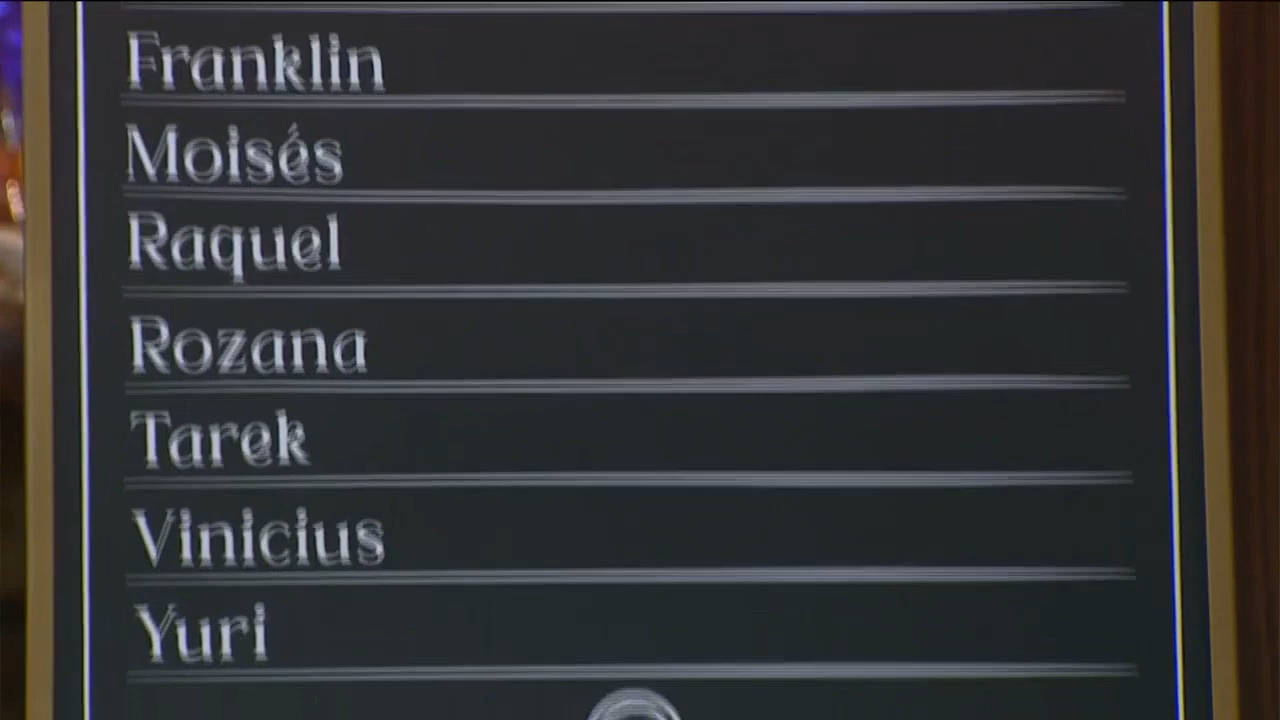 Franklin
Moisés
Raquel
Rozana
Tarek
Vinicius
Yuri